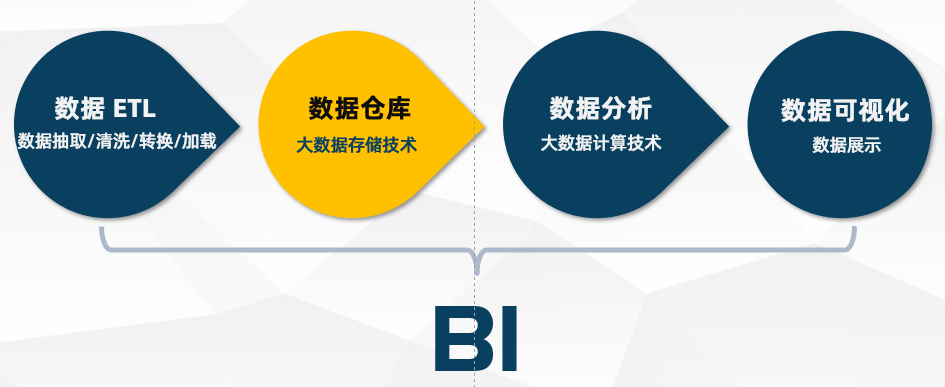 数据 ETL
数据抽取/清洗/转换/加载
数据仓库
大数据存储技术
数据分析
大数据计算技术
数据可视化
数据展示
BI